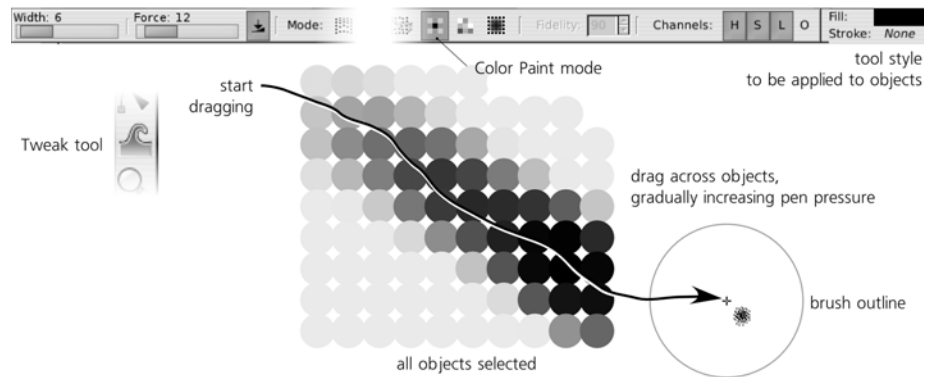 Width: 6 Force: 12 Mode: Fidelity: 90 Channels: H S L O Fill:
Stroke: None
Color Paint mode
tool style
to be applied to objects
start
dragging
Tweak tool
drag across objects,
gradually increasing pen pressure
brush outline
all objects selected